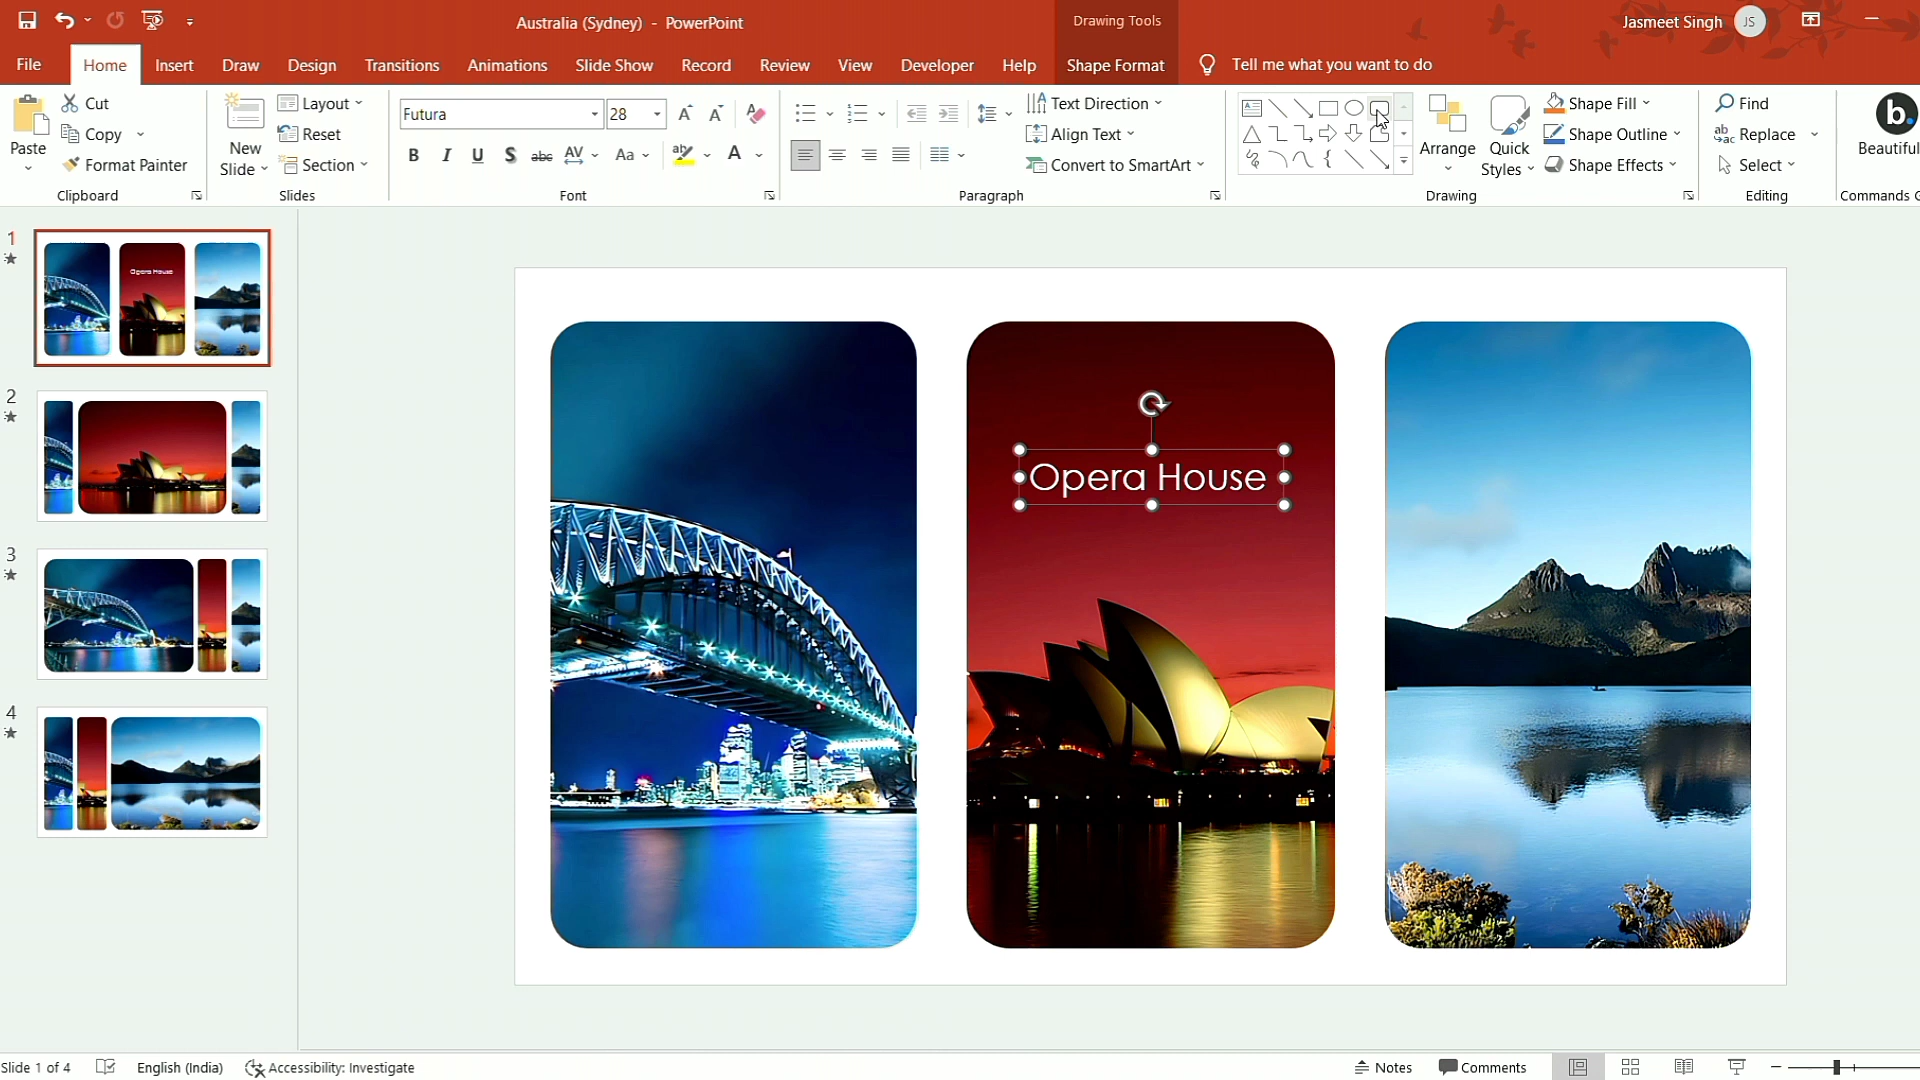 Australia (Sydney) - PowerPoint
Drawing Tools
Jasmeet Singh JS
File Home Insert Draw Design Transitions Animations Slide Show Record Review View Developer Help Shape Format Tell me what you want to do
Paste
Cut
Copy
Format Painter
Clipboard
New
Slide
Layout
Reset
Section
Slides
Futura 28
B I U S abc AV Aa A
Font
Text Direction
Align Text
Convert to SmartArt
Paragraph
Arrange
Quick
Styles
Shape Fill
Shape Outline
Shape Effects
Drawing
Find
Replace
Select
Editing
b.
Beautiful
Commands
1
Opera House
2
3
4
Opera House
Slide 1 of 4 English (India) Accessibility: Investigate Notes Comments